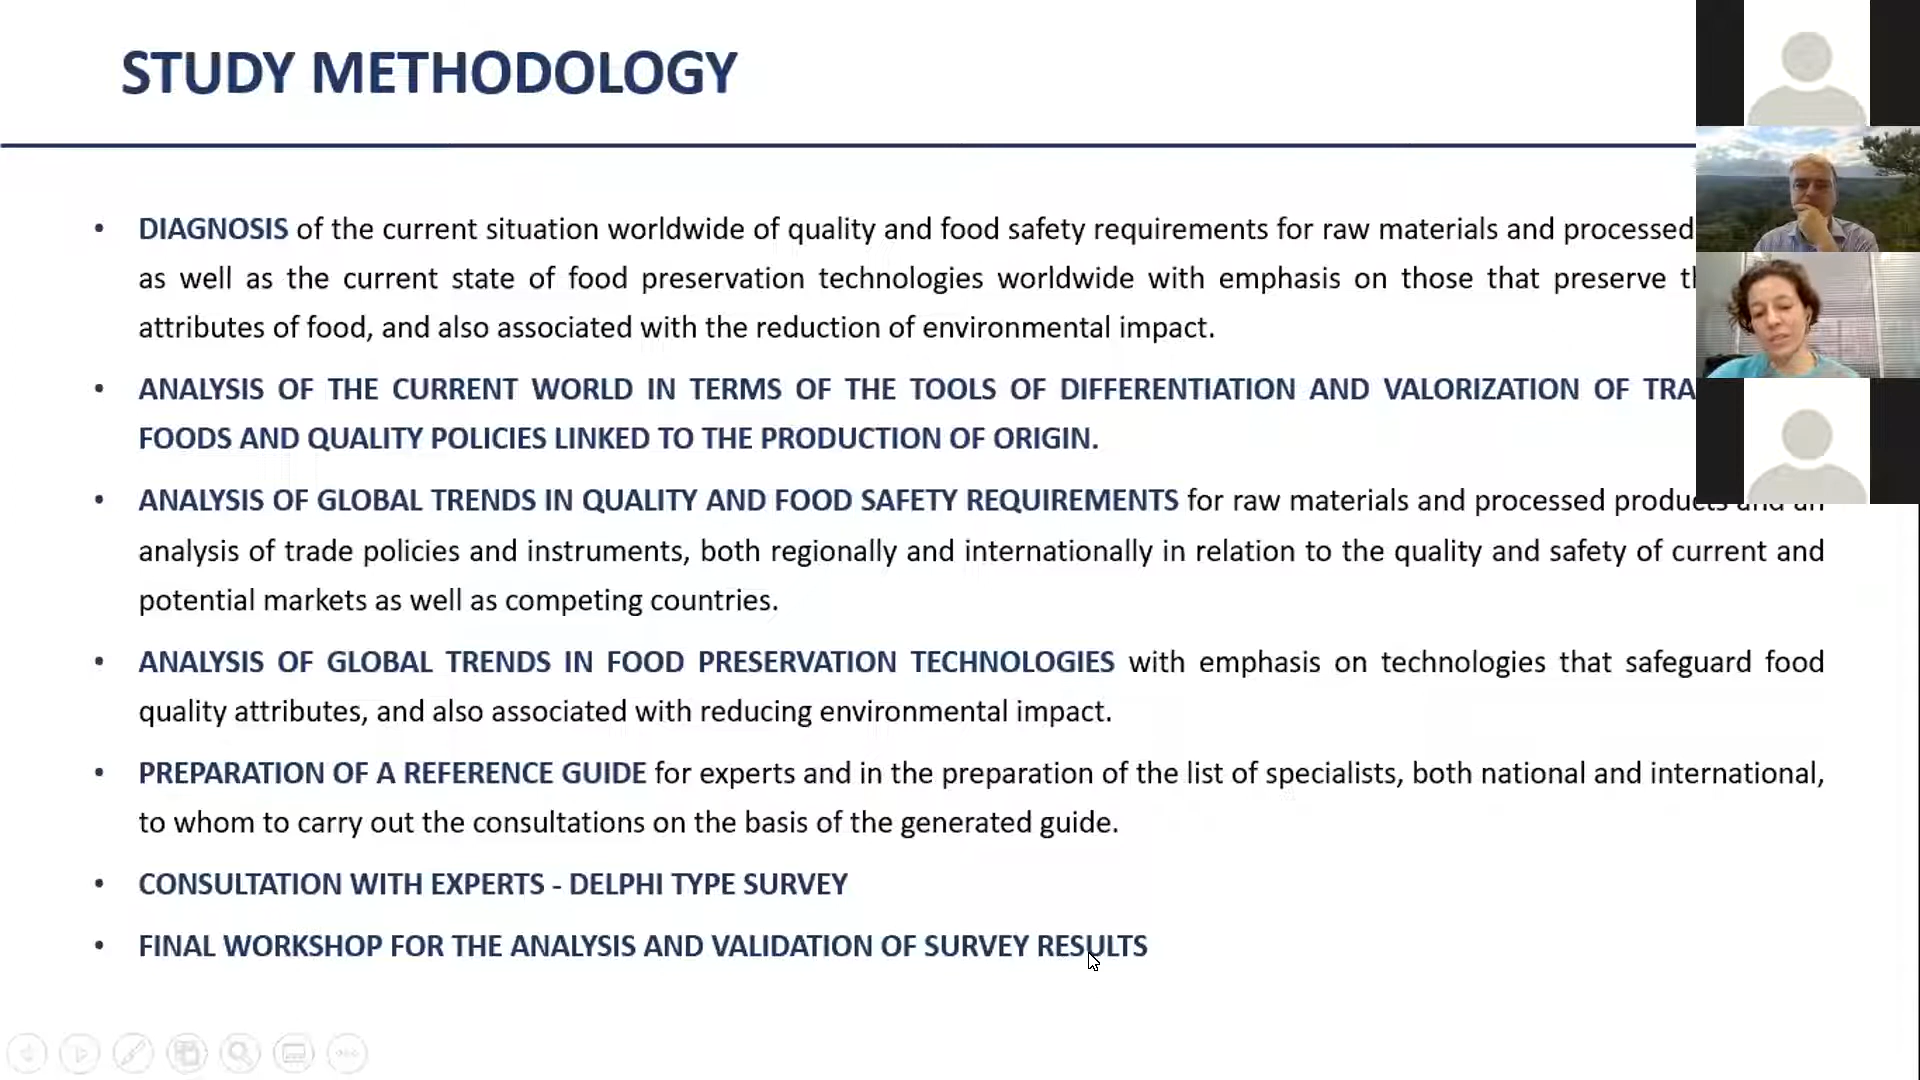 STUDY METHODOLOGY
• DIAGNOSIS of the current situation worldwide of quality and food safety requirements for raw materials and processed
as well as the current state of food preservation technologies worldwide with emphasis on those that preserve
attributes of food, and also associated with the reduction of environmental impact.
• ANALYSIS OF THE CURRENT WORLD IN TERMS OF THE TOOLS OF DIFFERENTIATION AND VALORIZATION OF
FOODS AND QUALITY POLICIES LINKED TO THE PRODUCTION OF ORIGIN.
• ANALYSIS OF GLOBAL TRENDS IN QUALITY AND FOOD SAFETY REQUIREMENTS for raw materials and processed products and an
analysis of trade policies and instruments, both regionally and internationally in relation to the quality and safety of current and
potential markets as well as competing countries.
• ANALYSIS OF GLOBAL TRENDS IN FOOD PRESERVATION TECHNOLOGIES with emphasis on technologies that safeguard food
quality attributes, and also associated with reducing environmental impact.
• PREPARATION OF A REFERENCE GUIDE for experts and in the preparation of the list of specialists, both national and international,
to whom to carry out the consultations on the basis of the generated guide.
• CONSULTATION WITH EXPERTS - DELPHI TYPE SURVEY
• FINAL WORKSHOP FOR THE ANALYSIS AND VALIDATION OF SURVEY RESULTS